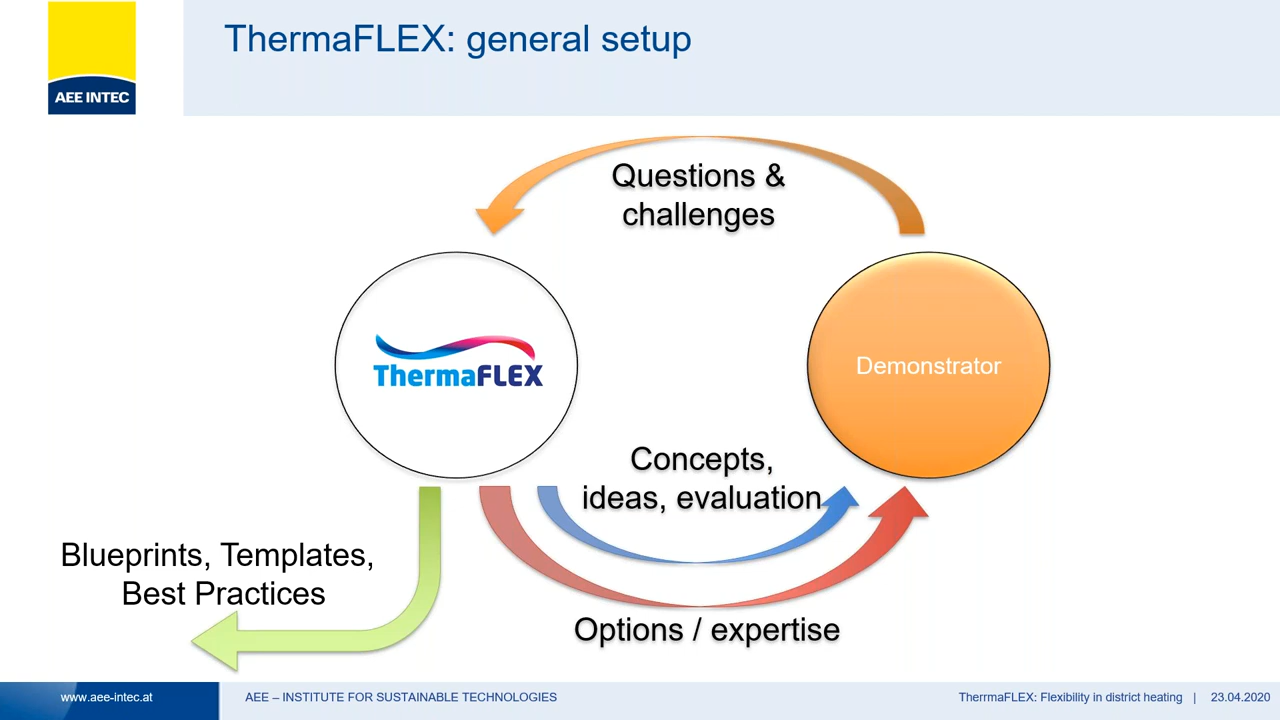 AEE INTEC
ThermaFLEX: general setup
Questions &
challenges
ThermaFLEX
Demonstrator
Concepts,
ideas, evaluation
Blueprints, Templates,
Best Practices
Options / expertise
www.aee-intec.at
AEE – INSTITUTE FOR SUSTAINABLE TECHNOLOGIES
TherrmaFLEX: Flexibility in district heating | 23.04.2020